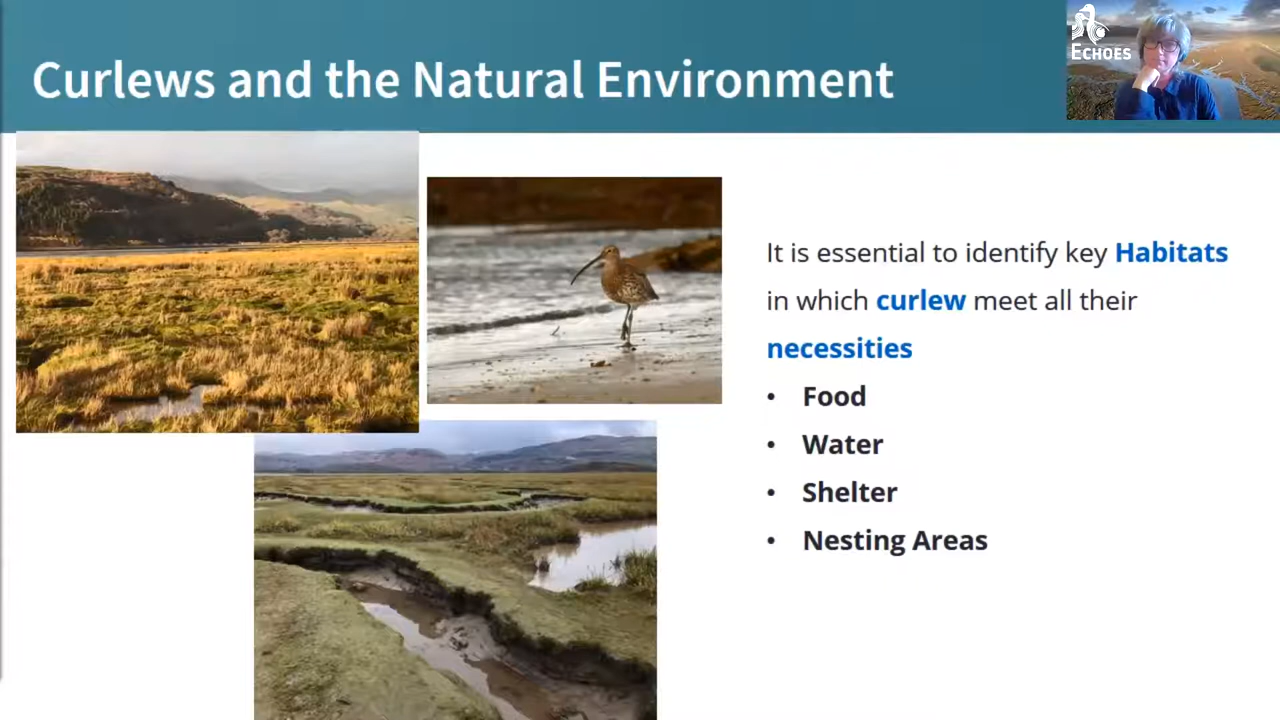 Curlews and the Natural Environment
ECHOES
It is essential to identify key Habitats
in which curlew meet all their
necessities
• Food
• Water
• Shelter
• Nesting Areas